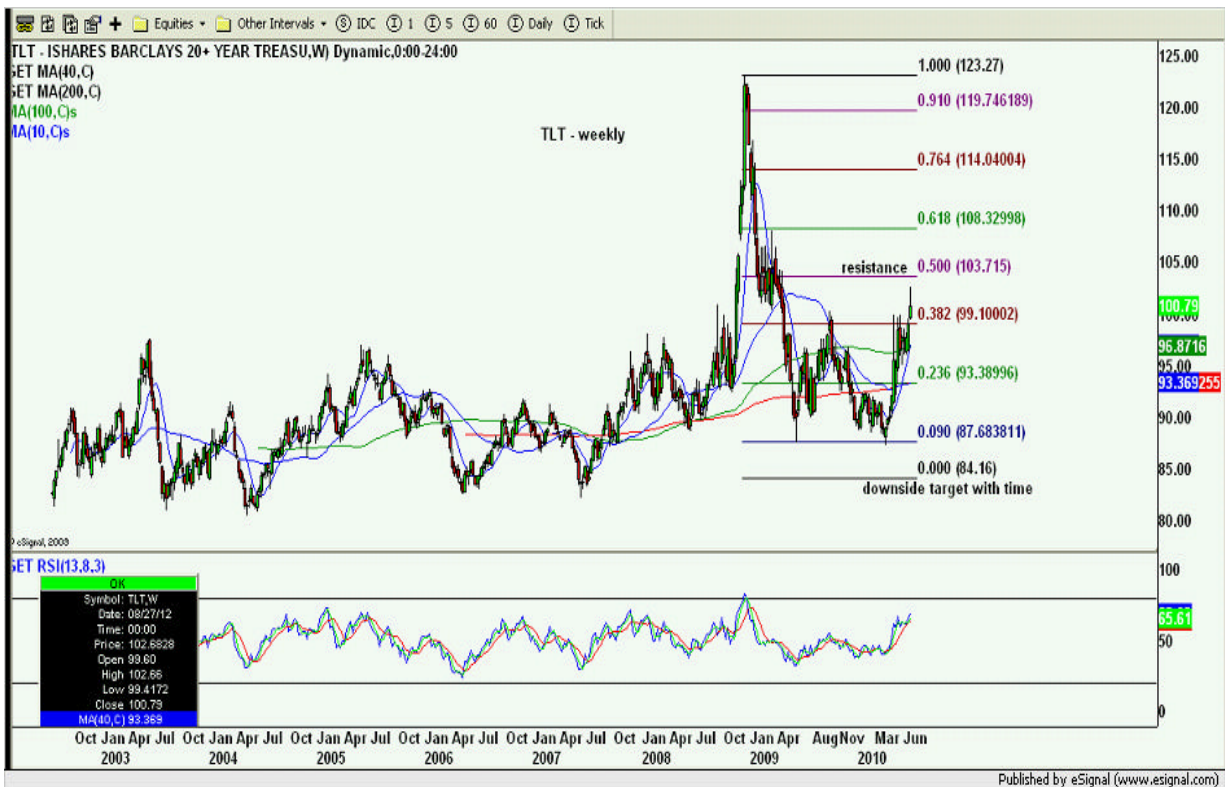 Equities Other Intervals S IDC I 1 I 5 I 60 I Daily I Tick
TLT - ISHARES BARCLAYS 20+ YEAR TREASU,W) Dynamic,0:00-24:00
GET MA(40,C)
GET MA(200,C)
MA(100,C)s
MA(10,C)s
TLT - weekly
1.000 (123.27)
0.910 (119.746189)
0.764 (114.04004)
0.618 (108.32998)
resistance 0.500 (103.715)
0.382 (99.10002)
0.236 (93.38996)
0.090 (87.683811)
0.000 (84.16)
downside target with time
125.00
120.00
115.00
110.00
105.00
100.79
100.00
96.8716
95.00
93.369 255
90.00
85.00
80.00
eSignal, 2009
GET RSI(13,8,3)
OK
Symbol: TLT,W
Date: 08/27/12
Time: 00:00
Price: 102.6828
Open 99.60
High 102.66
Low 99.4172
Close 100.79
MA(40,C) 93.369
100
65.61
50
0
Oct Jan Apr Jul Oct Jan Apr Jul Oct Jan Apr Jul Oct Jan Apr Jul Oct Jan Apr Jul Oct Jan Apr Jul Oct Jan Apr Aug Nov Mar Jun
2003 2004 2005 2006 2007 2008 2009 2010
Published by eSignal (www.esignal.com)